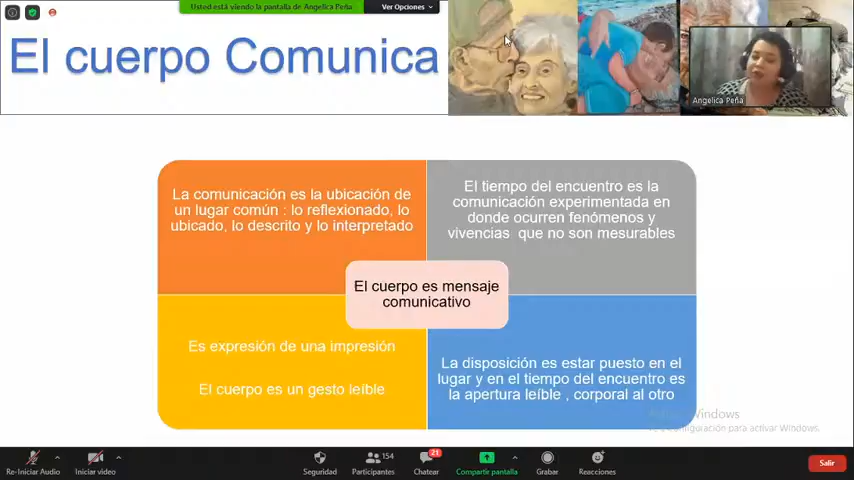 Usted está viendo la pantalla de Angelica Peña
Ver Opciones
El cuerpo Comunica
Angelica Peña
La comunicación es la ubicación de
un lugar común : lo reflexionado, lo
ubicado, lo descrito y lo interpretado
El tiempo del encuentro es la
comunicación experimentada en
donde ocurren fenómenos y
vivencias que no son mesurables
El cuerpo es mensaje
comunicativo
Es expresión de una impresión
El cuerpo es un gesto leíble
La disposición es estar puesto en el
lugar y en el tiempo del encuentro es
la apertura leíble , corporal al otro
Windows
configuración para activar Windows.
Re-Iniciar Audio
Iniciar video
Seguridad
154
Participantes
21
Chatear
Compartir pantalla
Grabar
Reacciones
Salir